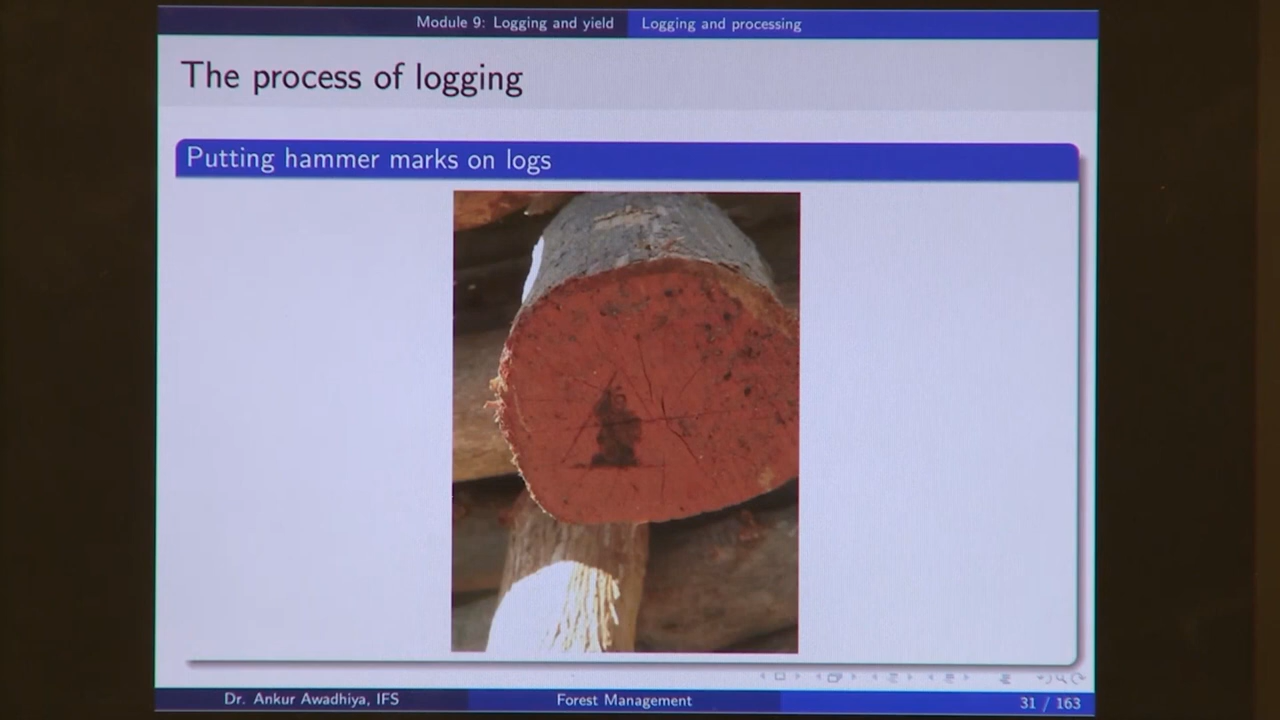 Module 9: Logging and yield Logging and processing
The process of logging
Putting hammer marks on logs
Dr. Ankur Awadhiya, IFS Forest Management 31 / 163